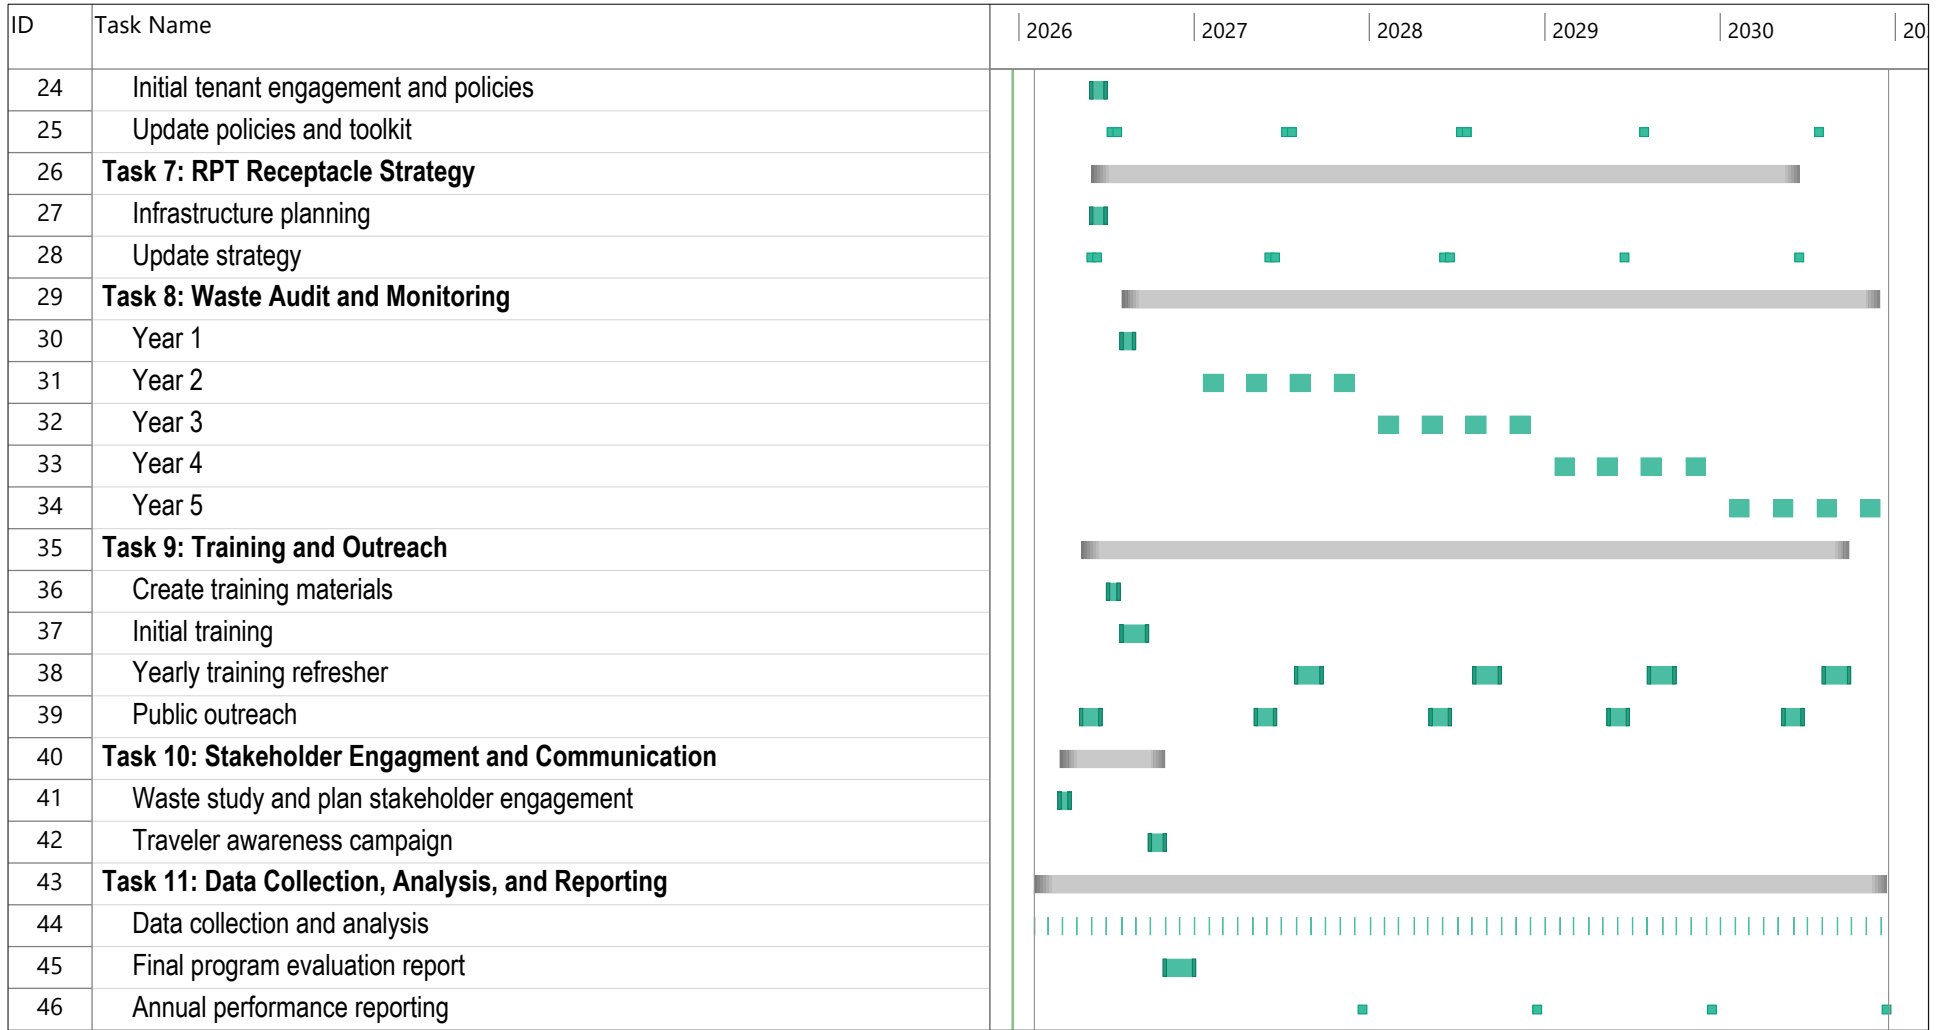 ID Task Name 2026 2027 2028 2029 2030 20
24 Initial tenant engagement and policies
25 Update policies and toolkit
26 Task 7: RPT Receptacle Strategy
27 Infrastructure planning
28 Update strategy
29 Task 8: Waste Audit and Monitoring
30 Year 1
31 Year 2
32 Year 3
33 Year 4
34 Year 5
35 Task 9: Training and Outreach
36 Create training materials
37 Initial training
38 Yearly training refresher
39 Public outreach
40 Task 10: Stakeholder Engagment and Communication
41 Waste study and plan stakeholder engagement
42 Traveler awareness campaign
43 Task 11: Data Collection, Analysis, and Reporting
44 Data collection and analysis
45 Final program evaluation report
46 Annual performance reporting